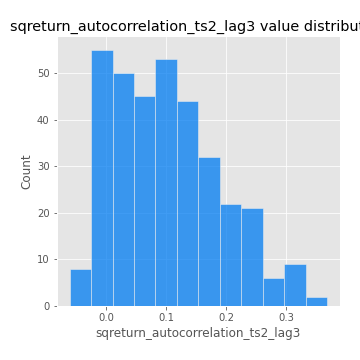 sqreturn_autocorrelation_ts2_lag3 value distribut
50
40
30
20
10
0
Count
0.0 0.1 0.2 0.3
sqreturn_autocorrelation_ts2_lag3